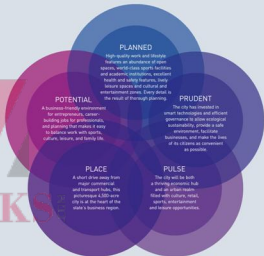 PLANNED
High-quality work and lifestyle
features an abundance of open
spaces, world-class sports facilities
and academic institutions, excellent
health and safety features, lively
leisure spaces and cultural and
entertainment zones. Every detail is
the result of thorough planning.
POTENTIAL
A business-friendly environment
for entrepreneurs, career-
building jobs for professionals,
and planning that makes it easy
to balance work with sports,
culture, leisure, and family life.
PRUDENT
The city has invested in
smart technologies and efficient
governance to allow ecological
sustainability, provide a safe
environment, facilitate
businesses, and make the lives
of its citizens as convenient
as possible.
PLACE
A short drive away from
major commercial
and transport hubs, this
picturesque 4,500-acre
city is at the heart of the
state's business region.
PULSE
The city will be both
a thriving economic hub
and an urban realm
filled with culture, retail,
sports, entertainment
and leisure opportunities.
KS